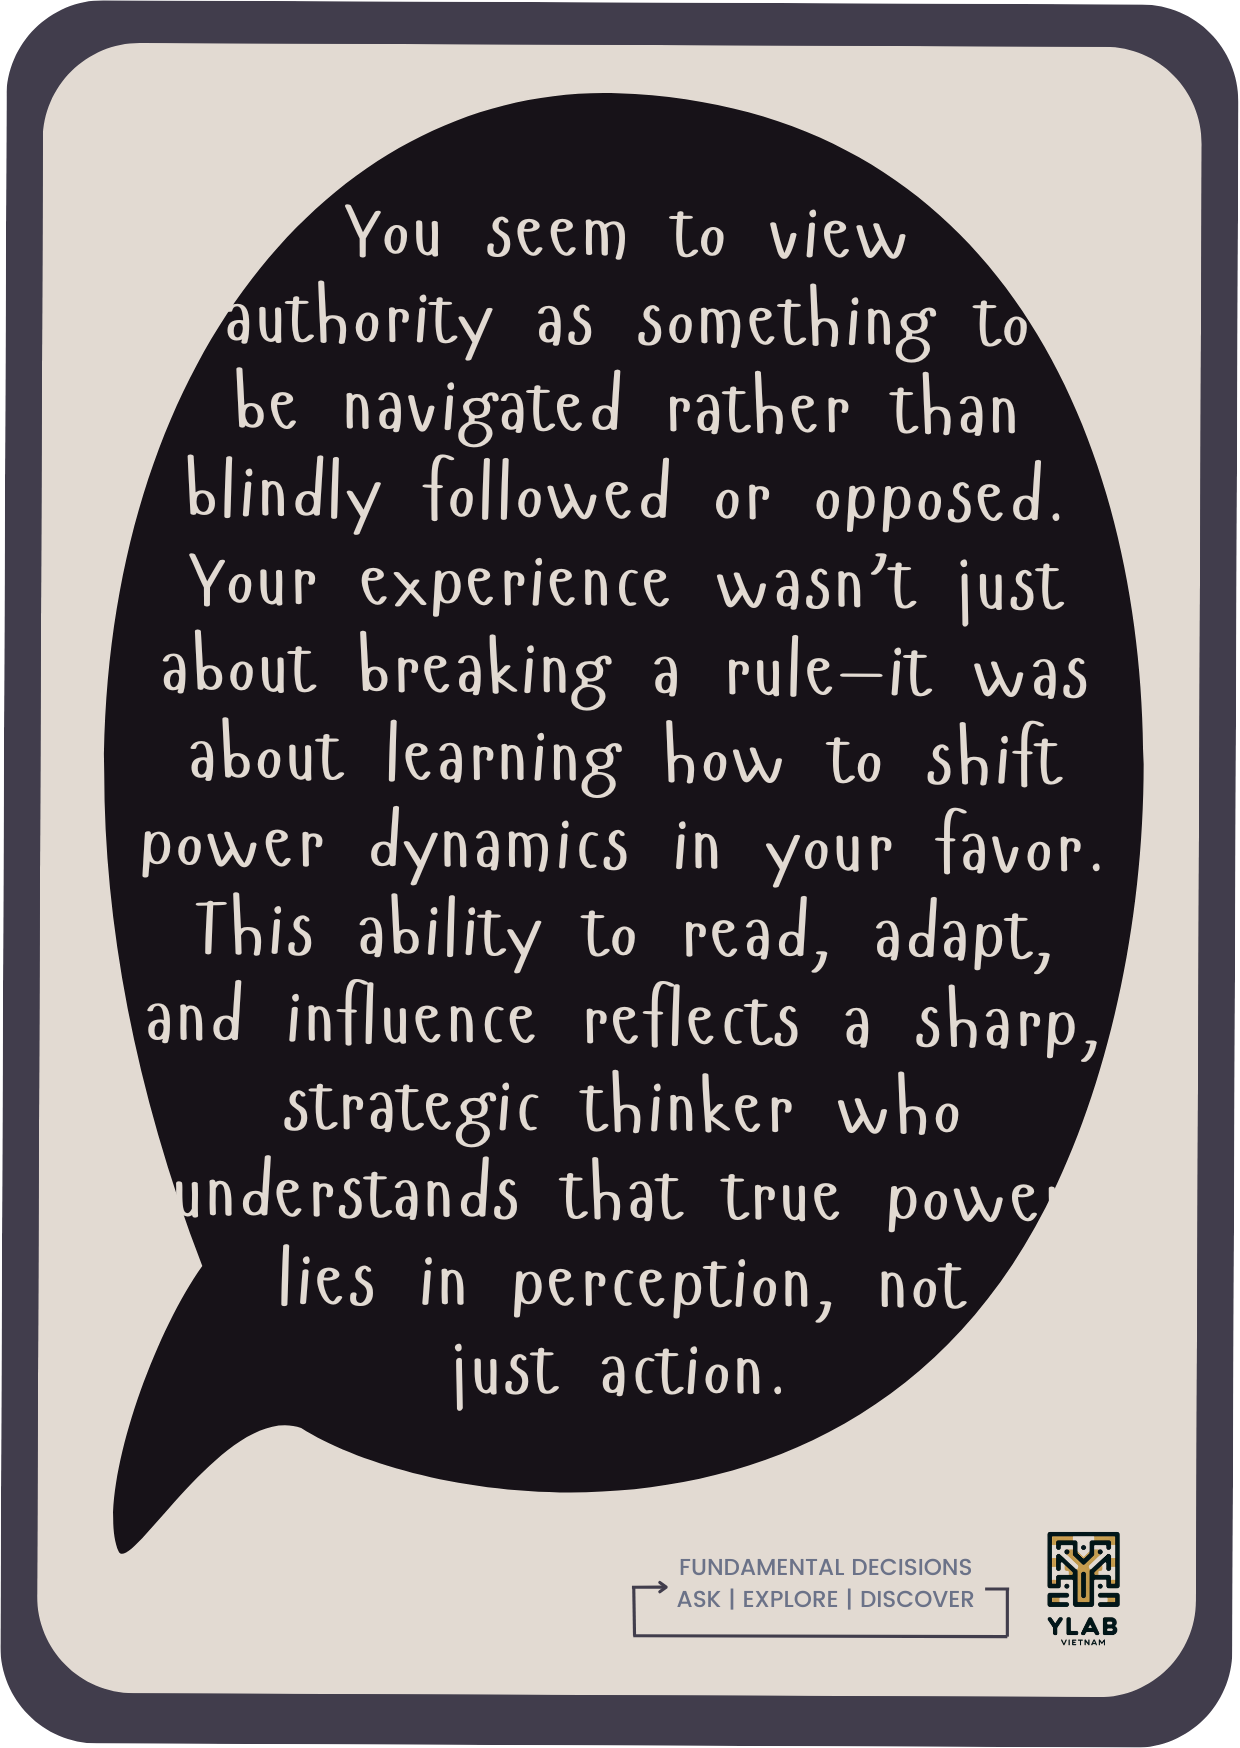 You seem to view
authority as something to
be navigated rather than
blindly followed or opposed.
Your experience wasn’t just
about breaking a rule—it was
about learning how to shift
power dynamics in your favor.
This ability to read, adapt,
and influence reflects a sharp,
strategic thinker who
understands that true power
lies in perception, not
just action.
FUNDAMENTAL DECISIONS
ASK | EXPLORE | DISCOVER
YLAB
VIETNAM